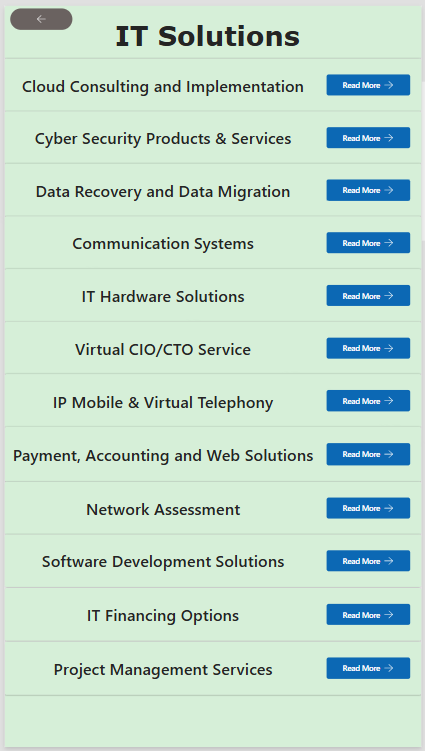 IT Solutions
Cloud Consulting and Implementation Read More
Cyber Security Products & Services Read More
Data Recovery and Data Migration Read More
Communication Systems Read More
IT Hardware Solutions Read More
Virtual CIO/CTO Service Read More
IP Mobile & Virtual Telephony Read More
Payment, Accounting and Web Solutions Read More
Network Assessment Read More
Software Development Solutions Read More
IT Financing Options Read More
Project Management Services Read More